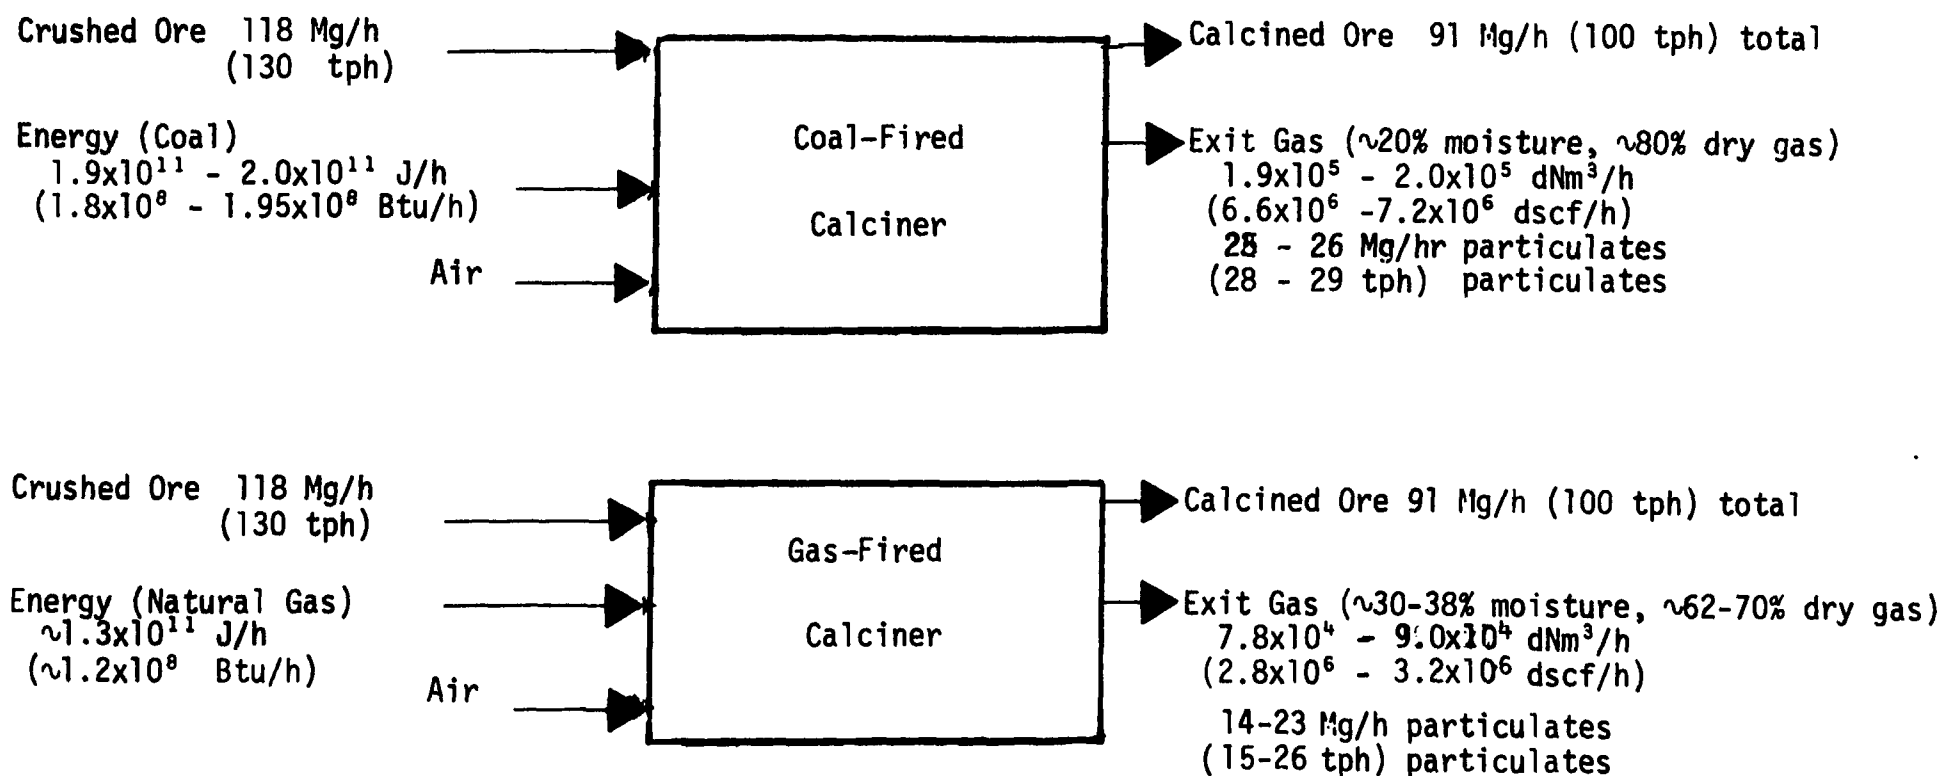 Crushed Ore 118 Mg/h
(130 tph)
Calcined Ore 91 Mg/h (100 tph) total
Energy (Coal)
1.9x10¹¹ - 2.0x10¹¹ J/h
(1.8x10⁸ - 1.95x10⁸ Btu/h)
Air
Coal-Fired
Calciner
Exit Gas (~20% moisture, ~80% dry gas)
1.9x10⁵ - 2.0x10⁵ dNm³/h
(6.6x10⁶ -7.2x10⁶ dscf/h)
- 26 Mg/hr particulates
(28 - 29 tph) particulates
Crushed Ore 118 Mg/h
(130 tph)
Calcined Ore 91 Mg/h (100 tph) total
Energy (Natural Gas)
~1.3x10¹¹ J/h
(~1.2x10⁸ Btu/h)
Air
Gas-Fired
Calciner
Exit Gas (~30-38% moisture, ~62-70% dry gas)
7.8x10⁴ - 9.0x10⁴ dNm³/h
(2.8x10⁶ - 3.2x10⁶ dscf/h)
14-23 Mg/h particulates
(15-26 tph) particulates